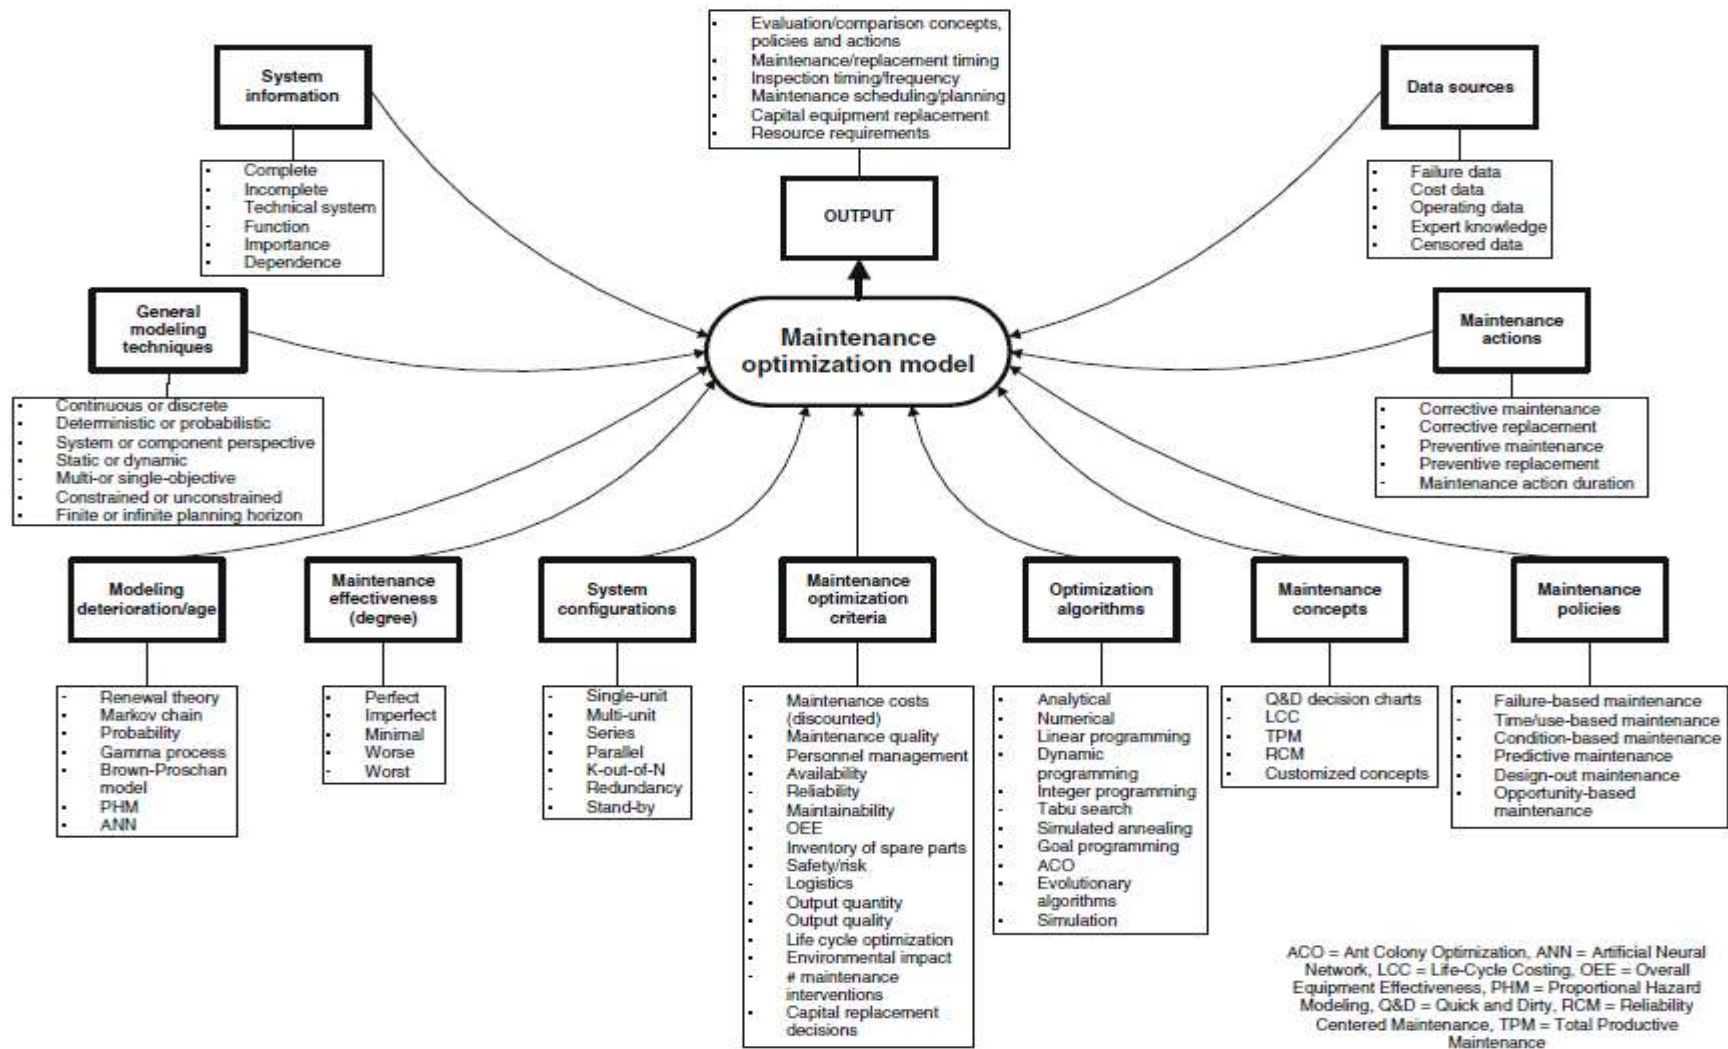 Evaluation/comparison concepts,
policies and actions
Maintenance/replacement timing
Inspection timing/frequency
Maintenance scheduling/planning
Capital equipment replacement
Resource requirements
OUTPUT
System
information
Complete
Incomplete
Technical system
Function
Importance
Dependence
Data sources
Failure data
Cost data
Operating data
Expert knowledge
Censored data
General
modeling
techniques
Continuous or discrete
Deterministic or probabilistic
System or component perspective
Static or dynamic
Multi-or single-objective
Constrained or unconstrained
Finite or infinite planning horizon
Maintenance
optimization model
Maintenance
actions
Corrective maintenance
Corrective replacement
Preventive maintenance
Preventive replacement
Maintenance action duration
Modeling
deterioration/age
Renewal theory
Markov chain
Probability
Gamma process
Brown-Proschan
model
PHM
ANN
Maintenance
effectiveness
(degree)
Perfect
Imperfect
Minimal
Worse
Worst
System
configurations
Single-unit
Multi-unit
Series
Parallel
K-out-of-N
Redundancy
Stand-by
Maintenance
optimization
criteria
Maintenance costs
(discounted)
Maintenance quality
Personnel management
Availability
Reliability
Maintainability
OEE
Inventory of spare parts
Safety/risk
Logistics
Output quantity
Output quality
Life cycle optimization
Environmental impact
# maintenance
interventions
Capital replacement
decisions
Optimization
algorithms
Analytical
Numerical
Linear programming
Dynamic
programming
Integer programming
Tabu search
Simulated annealing
Goal programming
ACO
Evolutionary
algorithms
Simulation
Maintenance
concepts
Q&D decision charts
LCC
TPM
RCM
Customized concepts
Maintenance
policies
Failure-based maintenance
Time/use-based maintenance
Condition-based maintenance
Predictive maintenance
Design-out maintenance
Opportunity-based
maintenance
ACO = Ant Colony Optimization, ANN = Artificial Neural
Network, LCC = Life-Cycle Costing, OEE = Overall
Equipment Effectiveness, PHM = Proportional Hazard
Modeling, Q&D = Quick and Dirty, RCM = Reliability
Centered Maintenance, TPM = Total Productive
Maintenance